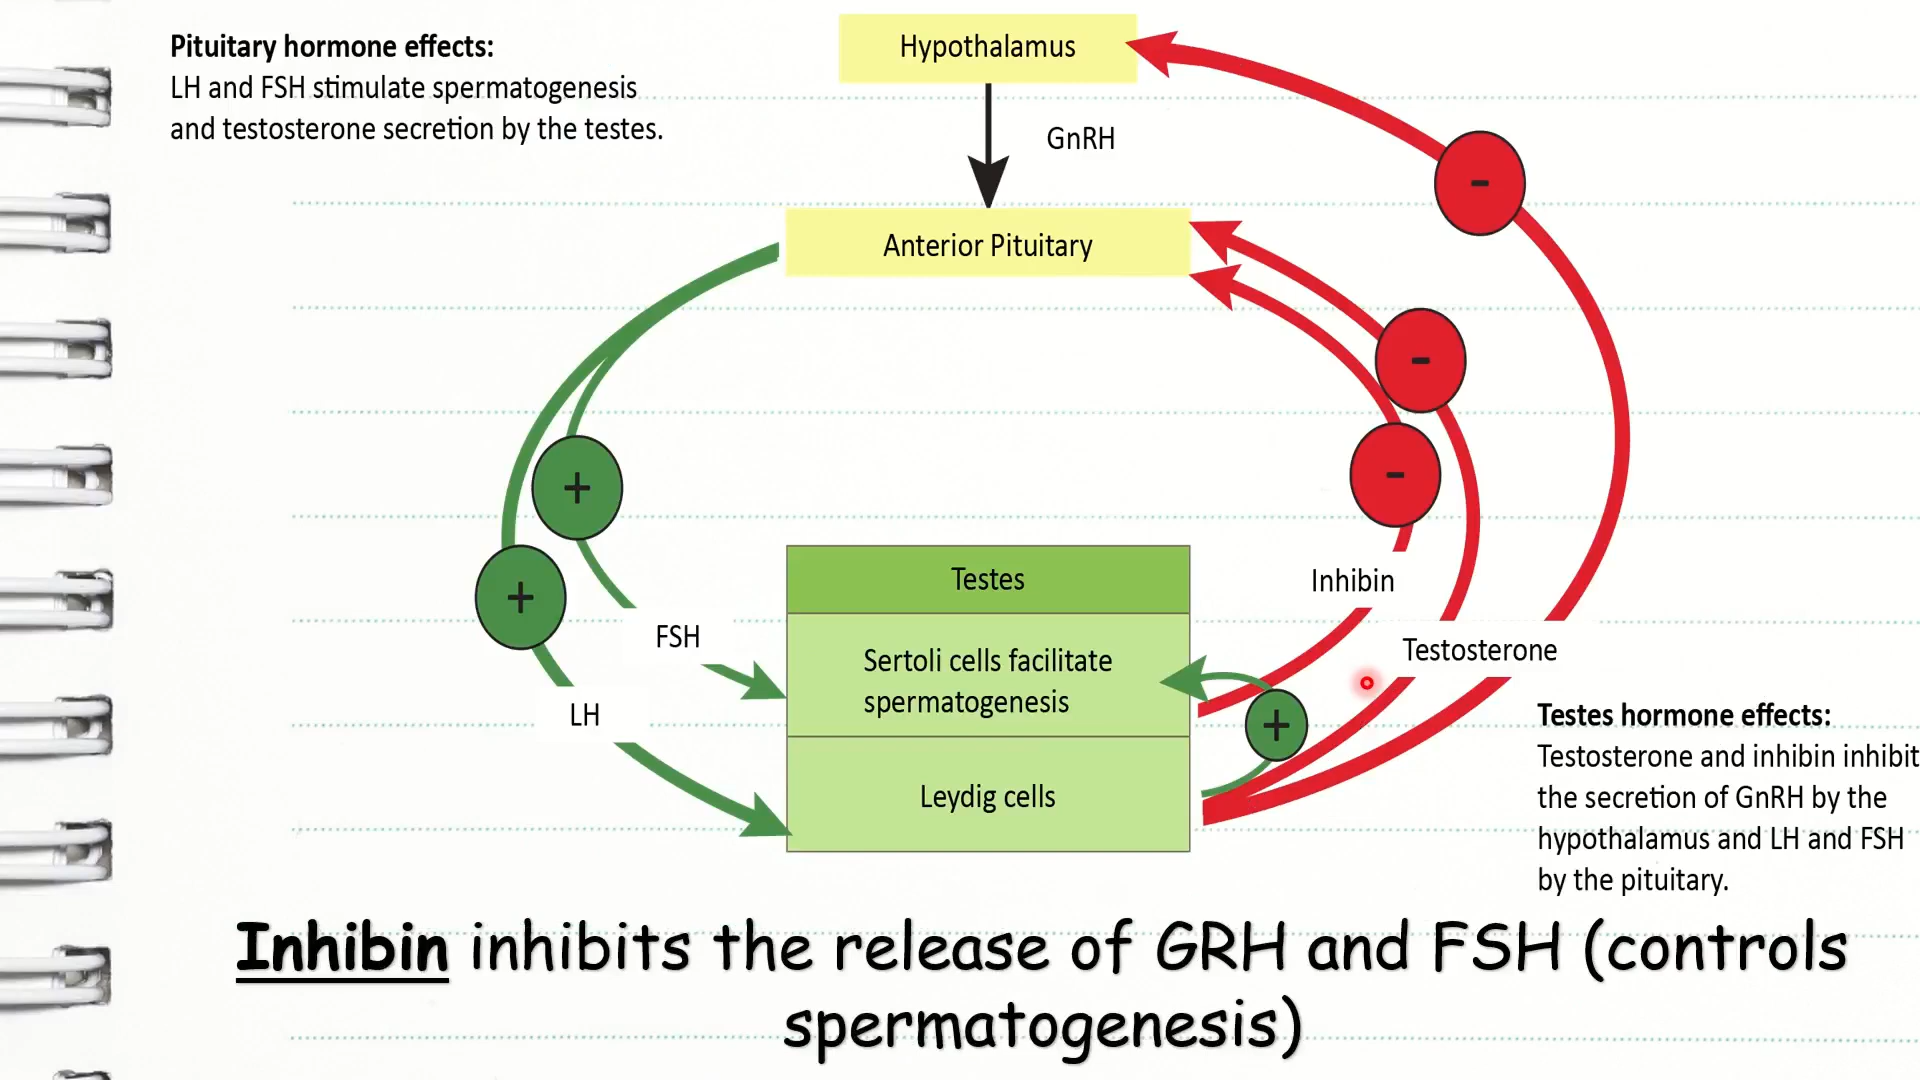 Pituitary hormone effects:
LH and FSH stimulate spermatogenesis
and testosterone secretion by the testes.
Hypothalamus
GnRH
-
Anterior Pituitary
-
-
+
+
Testes
Inhibin
FSH
Sertoli cells facilitate
spermatogenesis
Testosterone
LH
+
Leydig cells
Testes hormone effects:
Testosterone and inhibin inhibit
the secretion of GnRH by the
hypothalamus and LH and FSH
by the pituitary.
Inhibin inhibits the release of GRH and FSH (controls
spermatogenesis)